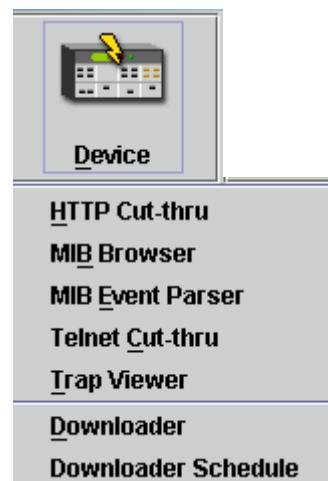 Device
HTTP Cut-thru
MIB Browser
MIB Event Parser
Telnet Cut-thru
Trap Viewer
Downloader
Downloader Schedule